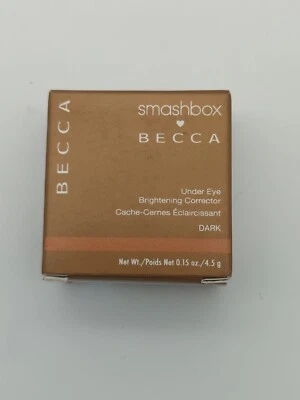 BECCA
smashbox
♥
BECCA
Under Eye
Brightening Corrector
Cache-Cernes Éclaircissant
DARK
Net Wt./Poids Net 0.15 oz./4.5 g